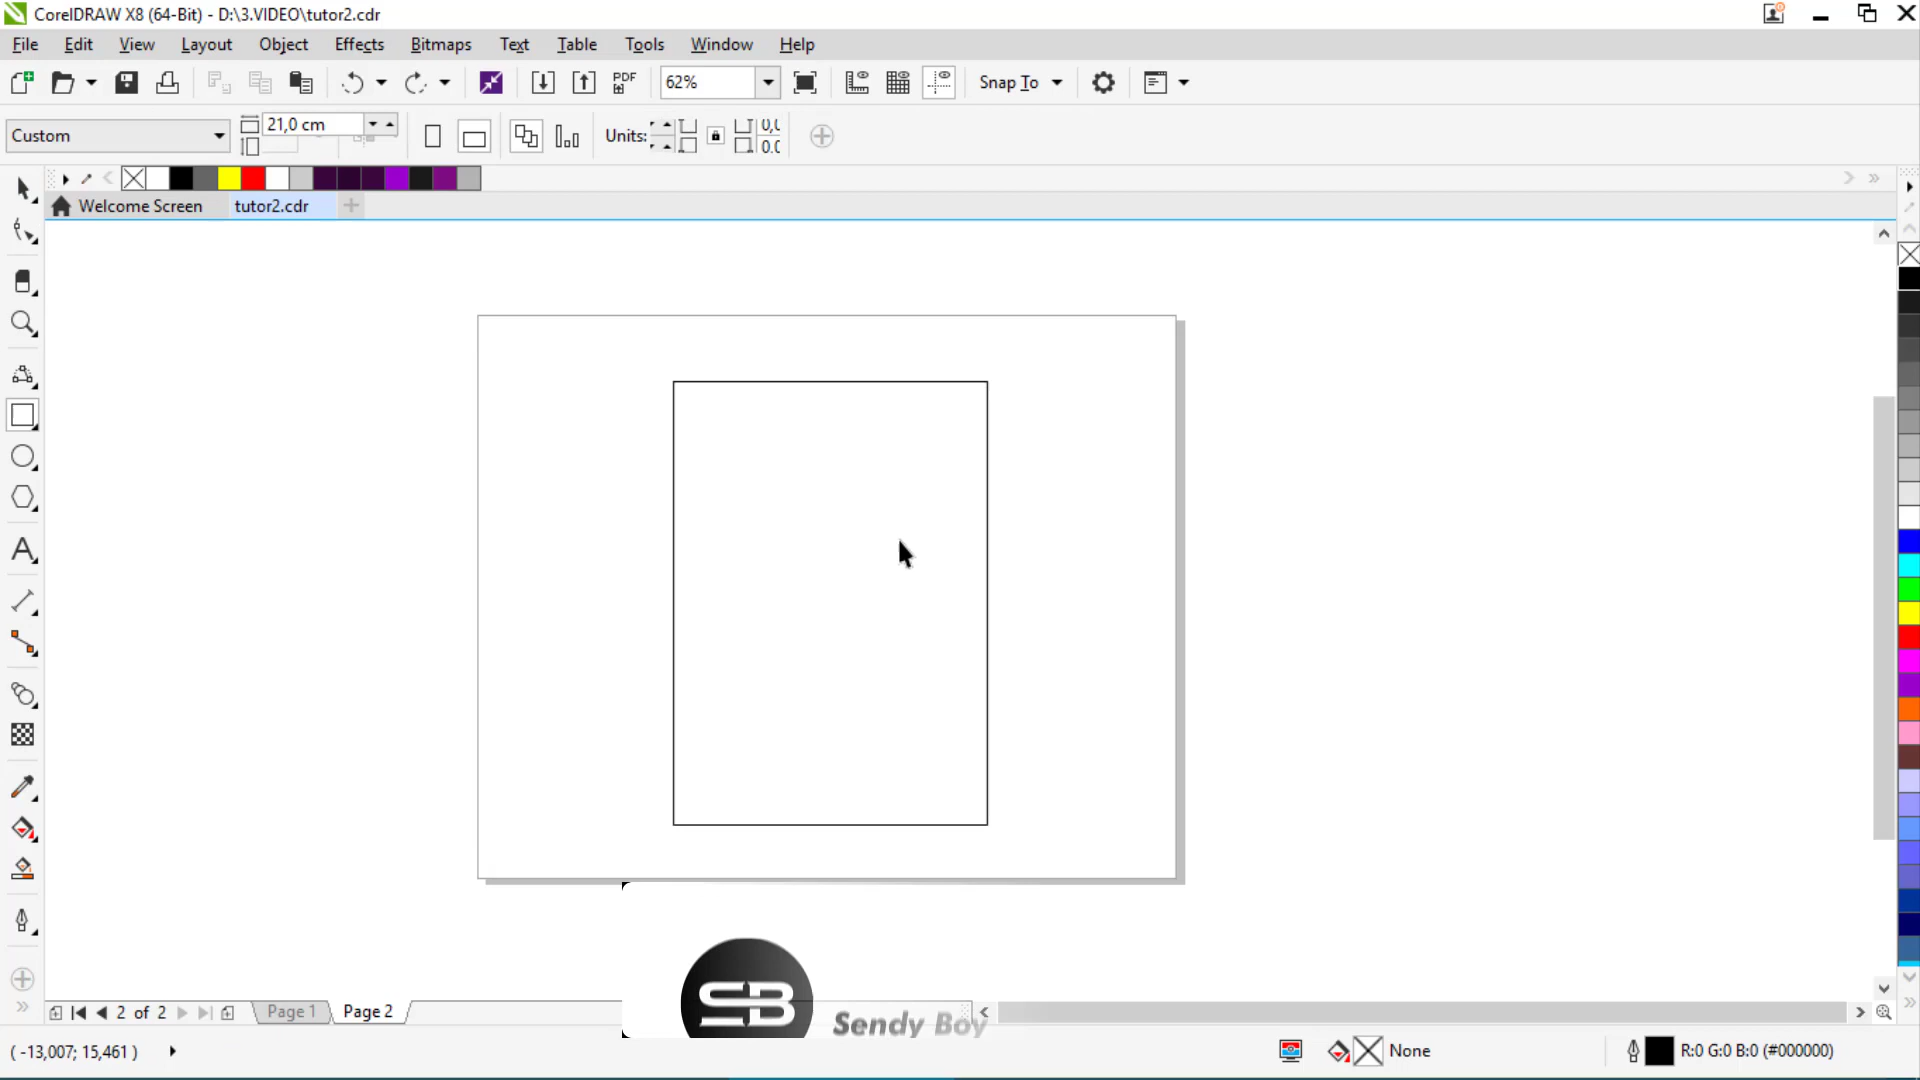 CorelDRAW X8 (64-Bit) - D:\3.VIDEO\tutor2.cdr
File Edit View Layout Object Effects Bitmaps Text Table Tools Window Help
PDF 62% Snap To
Custom 21,0 cm Units:
Welcome Screen tutor2.cdr
2 of 2 Page 1 Page 2
SB Sendy Boy
( -13,007; 15,461 ) None R:0 G:0 B:0 (#000000)